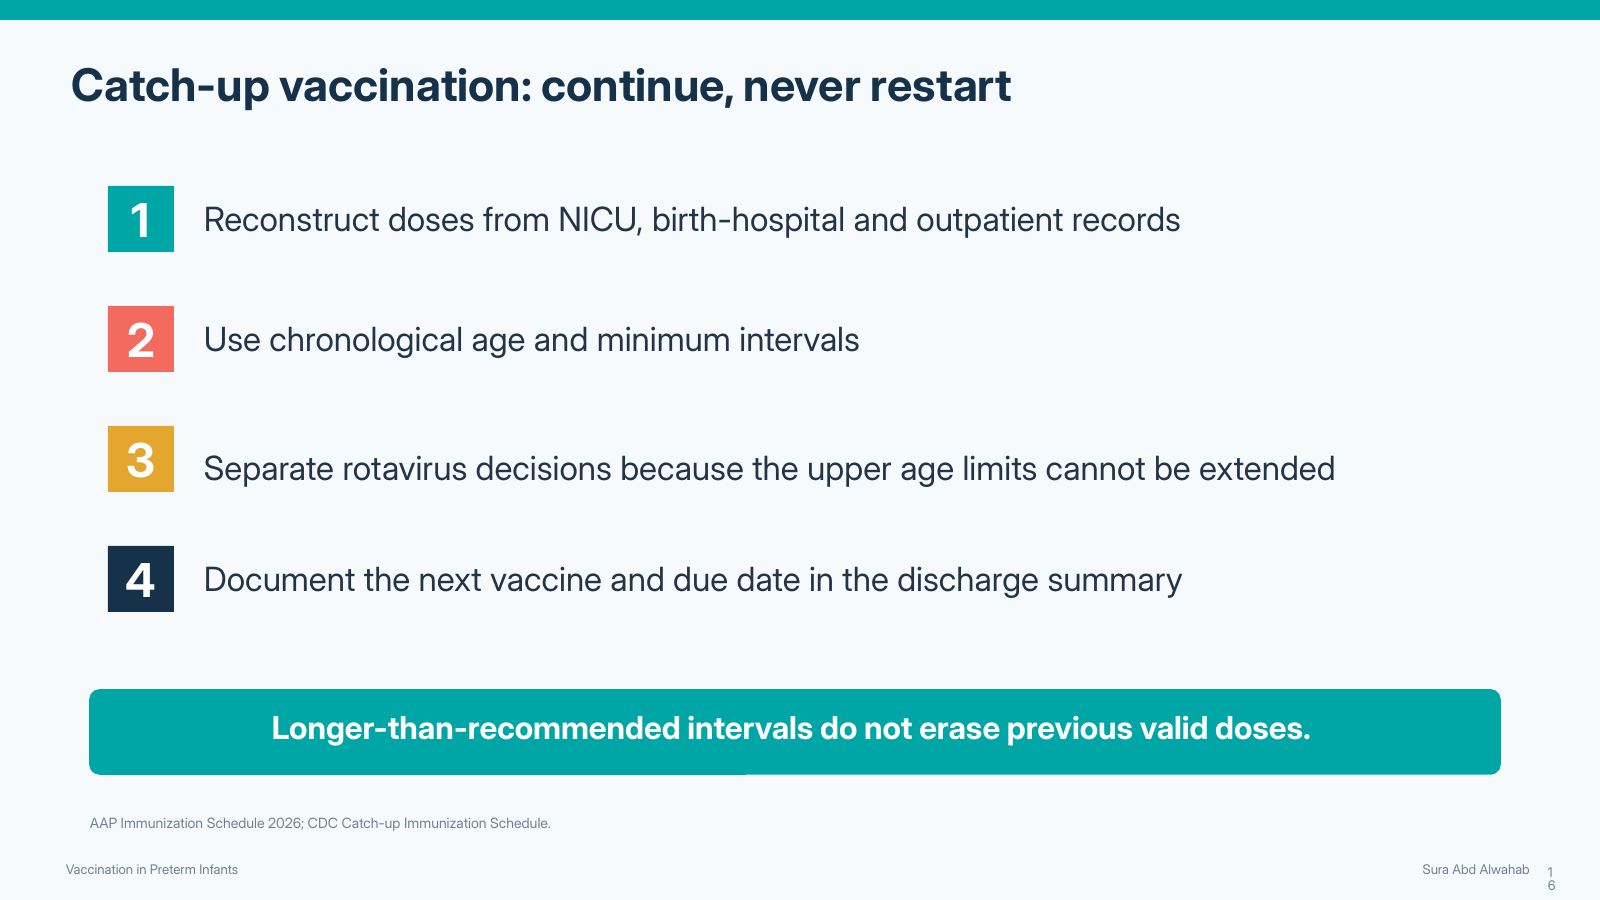 Catch-up vaccination: continue, never restart
1
Reconstruct doses from NICU, birth-hospital and outpatient records
2
Use chronological age and minimum intervals
3
Separate rotavirus decisions because the upper age limits cannot be extended
4
Document the next vaccine and due date in the discharge summary
Longer-than-recommended intervals do not erase previous valid doses.
AAP Immunization Schedule 2026; CDC Catch-up Immunization Schedule.
Vaccination in Preterm Infants
Sura Abd Alwahab
1
6